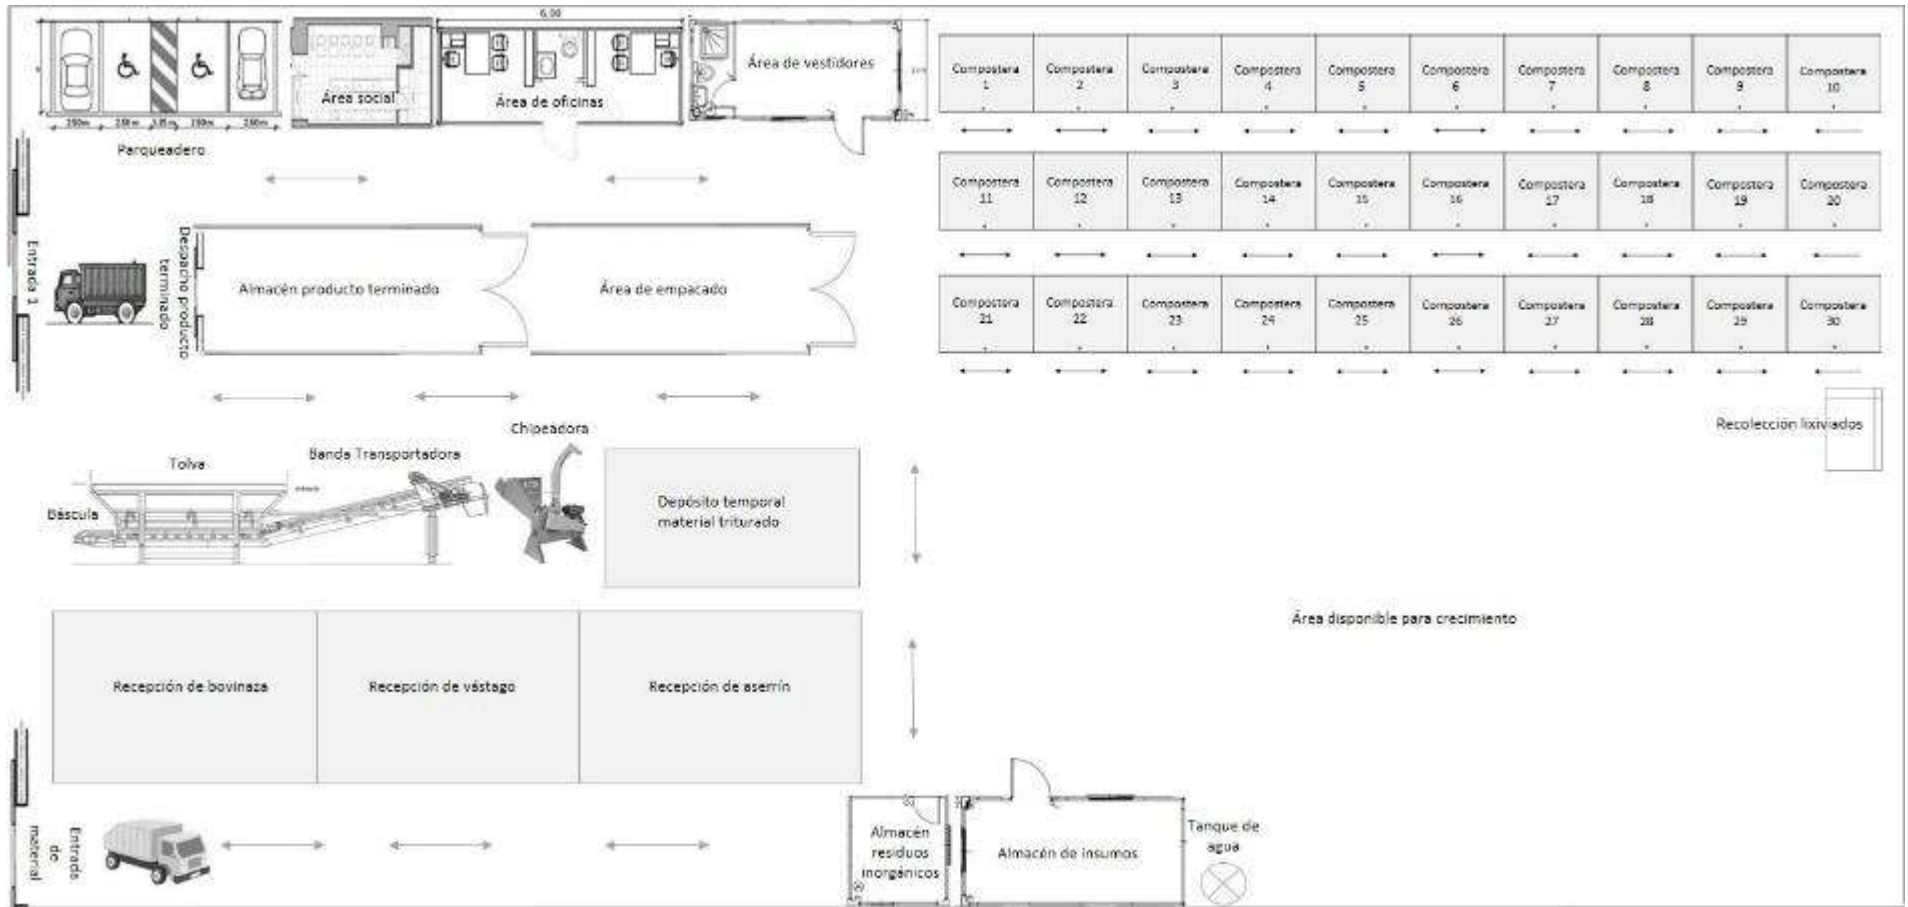 6.00
Área social
Área de oficinas
Área de vestidores
Parqueadero
Compostera
1
Compostera
2
Compostera
3
Compostera
4
Compostera
5
Compostera
6
Compostera
7
Compostera
8
Compostera
9
Compostera
10
Compostera
11
Compostera
12
Compostera
13
Compostera
14
Compostera
15
Compostera
16
Compostera
17
Compostera
18
Compostera
19
Compostera
20
Compostera
21
Compostera
22
Compostera
23
Compostera
24
Compostera
25
Compostera
26
Compostera
27
Compostera
28
Compostera
29
Compostera
30
Entrada 1
Despacho producto
terminado
Almacén producto terminado
Área de empacado
Recolección lixiviados
Chipeadora
Banda Transportadora
Tolva
Báscula
Depósito temporal
material triturado
Área disponible para crecimiento
Recepción de bovinaza
Recepción de vástago
Recepción de aserrín
Entrada
de
material
Almacén
residuos
inorgánicos
Almacén de insumos
Tanque de
agua